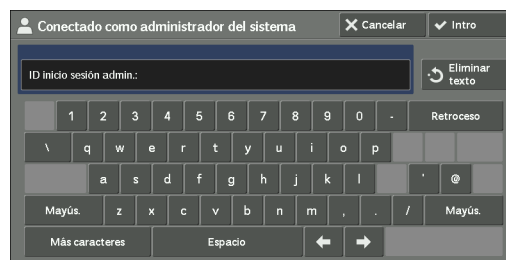 Conectado como administrador del sistema
Cancelar
Intro
ID inicio sesión admin.:
Eliminar
texto
1 2 3 4 5 6 7 8 9 0 - Retroceso
\ q w e r t y u i o p
a s d f g h j k l ' @
Mayús. z x c v b n m , . / Mayús.
Más caracteres Espacio